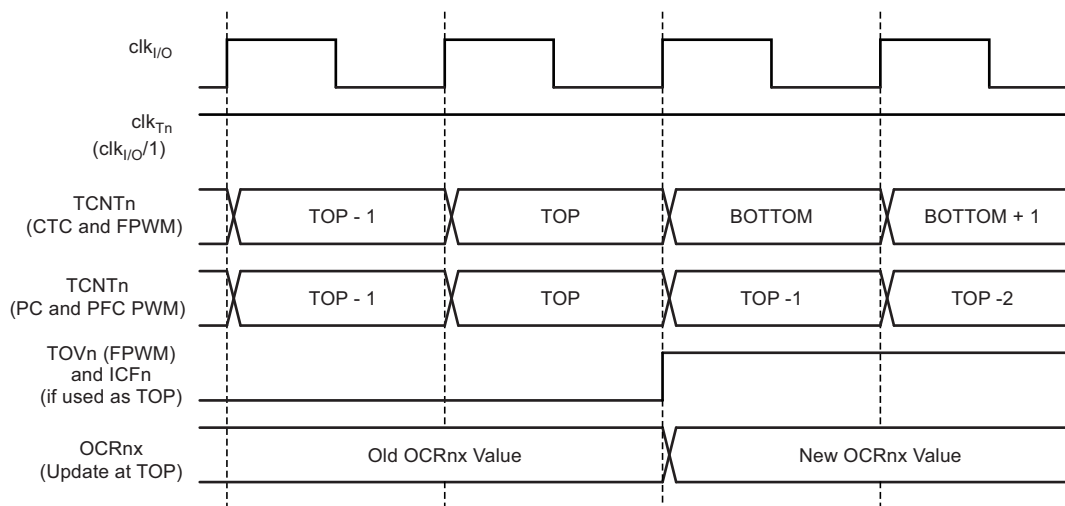 clkI/O
clkTn
(clkI/O/1)
TCNTn
(CTC and FPWM)
TOP - 1
TOP
BOTTOM
BOTTOM + 1
TCNTn
(PC and PFC PWM)
TOP - 1
TOP
TOP -1
TOP -2
TOVn (FPWM)
and ICFn
(if used as TOP)
OCRnx
(Update at TOP)
Old OCRnx Value
New OCRnx Value